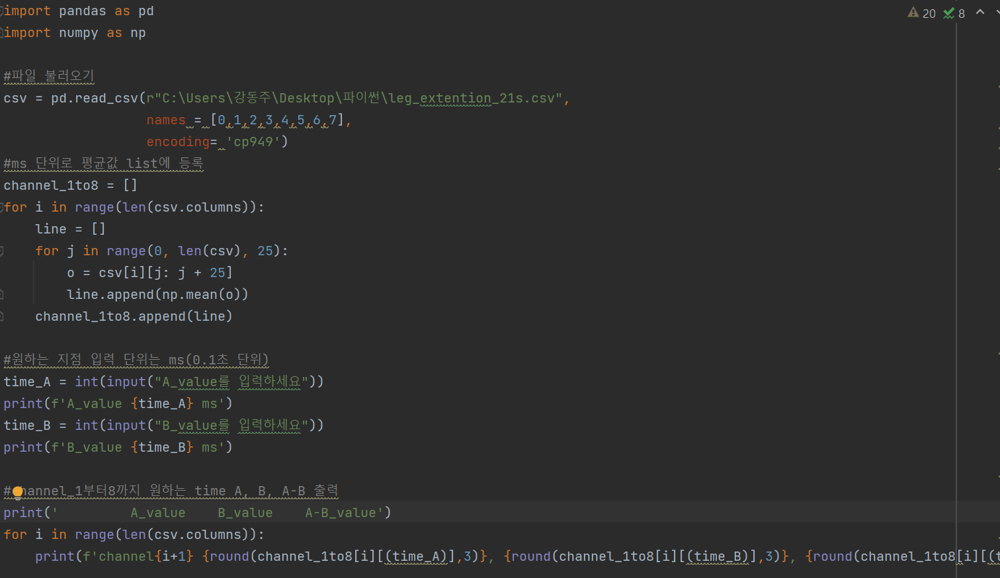 import pandas as pd
20 8
import numpy as np
#파일 불러오기
csv = pd.read_csv(r"C:\Users\강동주\Desktop\파이썬\leg_extention_21s.csv",
names = [0,1,2,3,4,5,6,7],
encoding= 'cp949')
#ms 단위로 평균값 list에 등록
channel_1to8 = []
for i in range(len(csv.columns)):
line = []
for j in range(0, len(csv), 25):
o = csv[i][j: j + 25]
line.append(np.mean(o))
channel_1to8.append(line)
#원하는 지점 입력 단위는 ms(0.1초 단위)
time_A = int(input("A_value를 입력하세요"))
print(f'A_value {time_A} ms')
time_B = int(input("B_value를 입력하세요"))
print(f'B_value {time_B} ms')
#channel_1부터8까지 원하는 time A, B, A-B 출력
print('         A_value    B_value    A-B_value')
for i in range(len(csv.columns)):
print(f'channel{i+1} {round(channel_1to8[i][(time_A)],3)}, {round(channel_1to8[i][(time_B)],3)}, {round(channel_1to8[i][(t